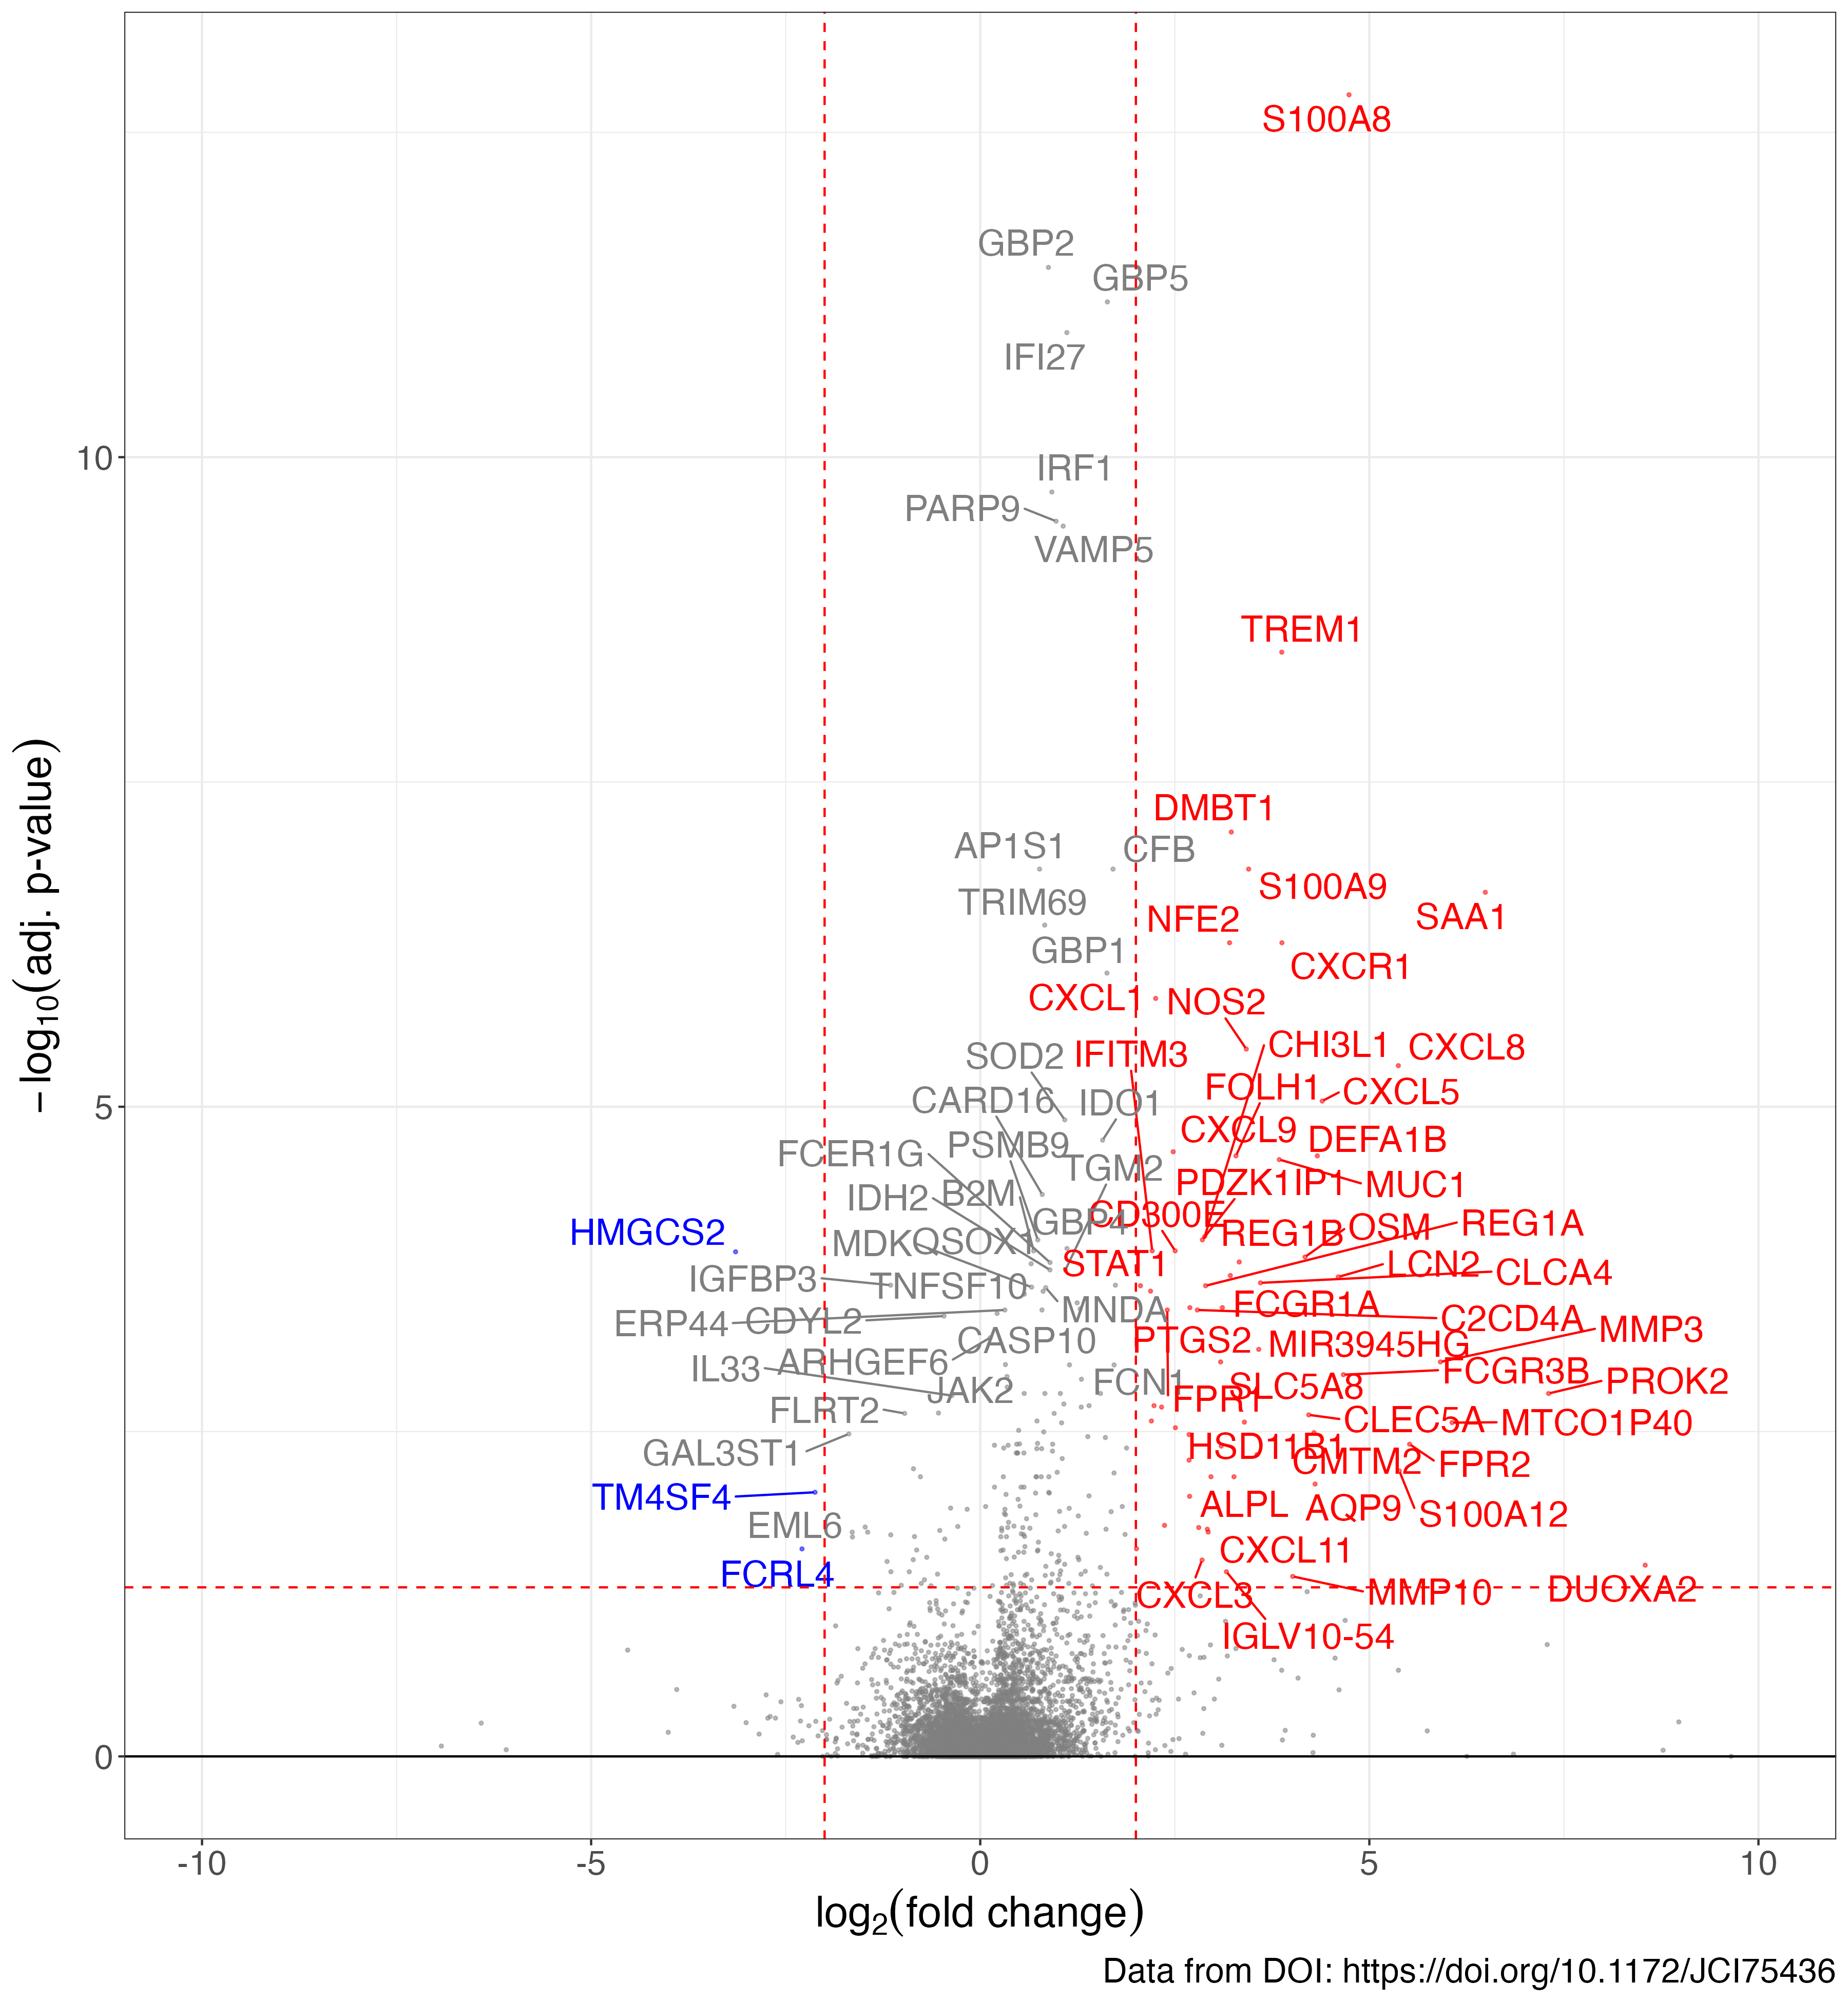 S100A8
GBP2
GBP5
IFI27
10
IRF1
PARP9
VAMP5
TREM1
DMBT1
AP1S1
CFB
S100A9
TRIM69
SAA1
NFE2
GBP1
CXCR1
CXCL1
NOS2
CHI3L1
CXCL8
SOD2
IFITM3
FOLH1
CXCL5
5
CARD16
IDO1
CXCL9
DEFA1B
FCER1G
PSMB9
TGM2
PDZK1IP1
MUC1
IDH2
B2M
GBP4
CD300E
HMGCS2
MDK
QSOX1
REG1B
OSM
REG1A
STAT1
LCN2
CLCA4
IGFBP3
TNFSF10
MNDA
FCGR1A
C2CD4A
ERP44
CDYL2
CASP10
PTGS2
MIR3945HG
MMP3
IL33
ARHGEF6
JAK2
FCN1
SLC5A8
FCGR3B
PROK2
FLRT2
FPR1
CLEC5A
MTCO1P40
GAL3ST1
HSD11B1
CMTM2
FPR2
TM4SF4
ALPL
AQP9
S100A12
EML6
CXCL11
FCRL4
CXCL3
MMP10
DUOXA2
IGLV10-54
0
−log10(adj. p-value)
-10 -5 0 5 10
log2(fold change)
Data from DOI: https://doi.org/10.1172/JCI75436